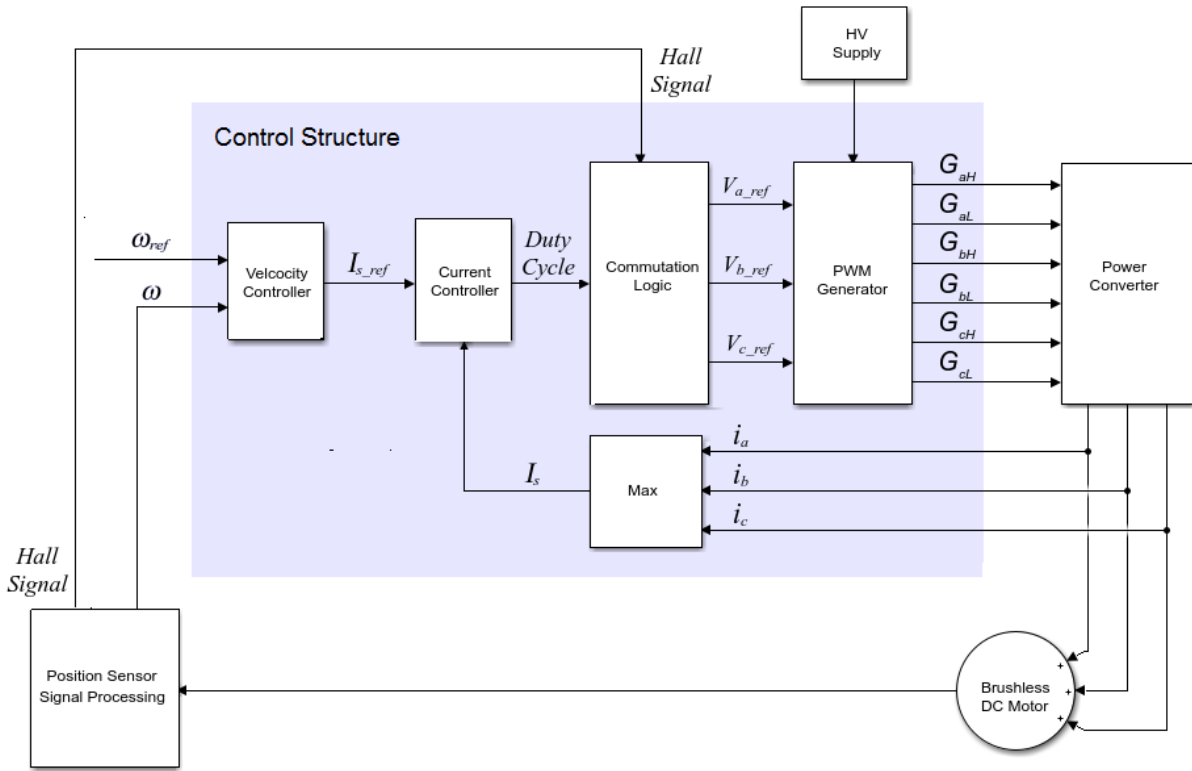 HV
Supply
Hall
Signal
Control Structure
G_aH
G_aL
G_bH
G_bL
G_cH
G_cL
V_a_ref
V_b_ref
V_c_ref
ω_ref
ω
Velcocity
Controller
I_s_ref
Current
Controller
Duty
Cycle
Commutation
Logic
PWM
Generator
Power
Converter
i_a
i_b
i_c
I_s
Max
Hall
Signal
Position Sensor
Signal Processing
Brushless
DC Motor
+
+
+